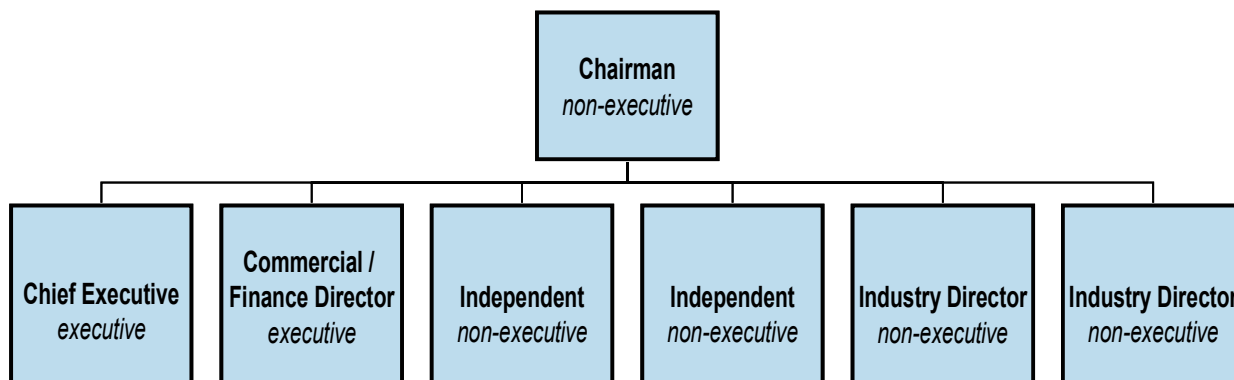 Chairman
non-executive
Chief Executive
executive
Commercial /
Finance Director
executive
Independent
non-executive
Independent
non-executive
Industry Director
non-executive
Industry Director
non-executive